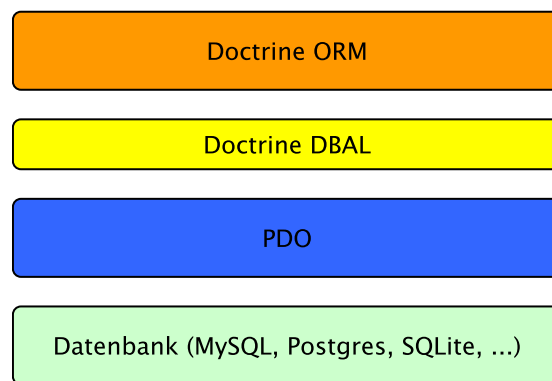 Doctrine ORM
Doctrine DBAL
PDO
Datenbank (MySQL, Postgres, SQLite, ...)